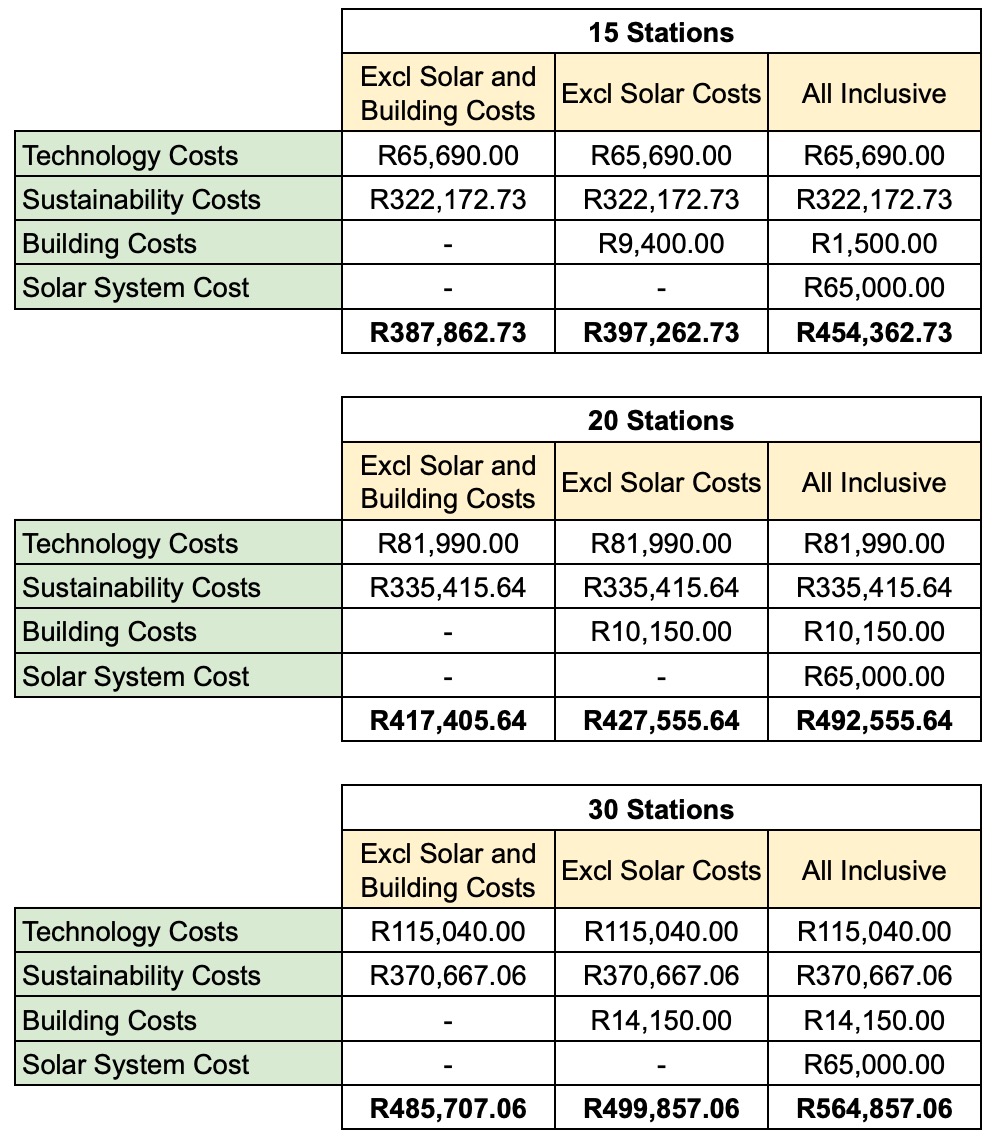 15 Stations
Excl Solar and Building Costs Excl Solar Costs All Inclusive
Technology Costs R65,690.00 R65,690.00 R65,690.00
Sustainability Costs R322,172.73 R322,172.73 R322,172.73
Building Costs - R9,400.00 R1,500.00
Solar System Cost - - R65,000.00
R387,862.73 R397,262.73 R454,362.73
20 Stations
Excl Solar and Building Costs Excl Solar Costs All Inclusive
Technology Costs R81,990.00 R81,990.00 R81,990.00
Sustainability Costs R335,415.64 R335,415.64 R335,415.64
Building Costs - R10,150.00 R10,150.00
Solar System Cost - - R65,000.00
R417,405.64 R427,555.64 R492,555.64
30 Stations
Excl Solar and Building Costs Excl Solar Costs All Inclusive
Technology Costs R115,040.00 R115,040.00 R115,040.00
Sustainability Costs R370,667.06 R370,667.06 R370,667.06
Building Costs - R14,150.00 R14,150.00
Solar System Cost - - R65,000.00
R485,707.06 R499,857.06 R564,857.06